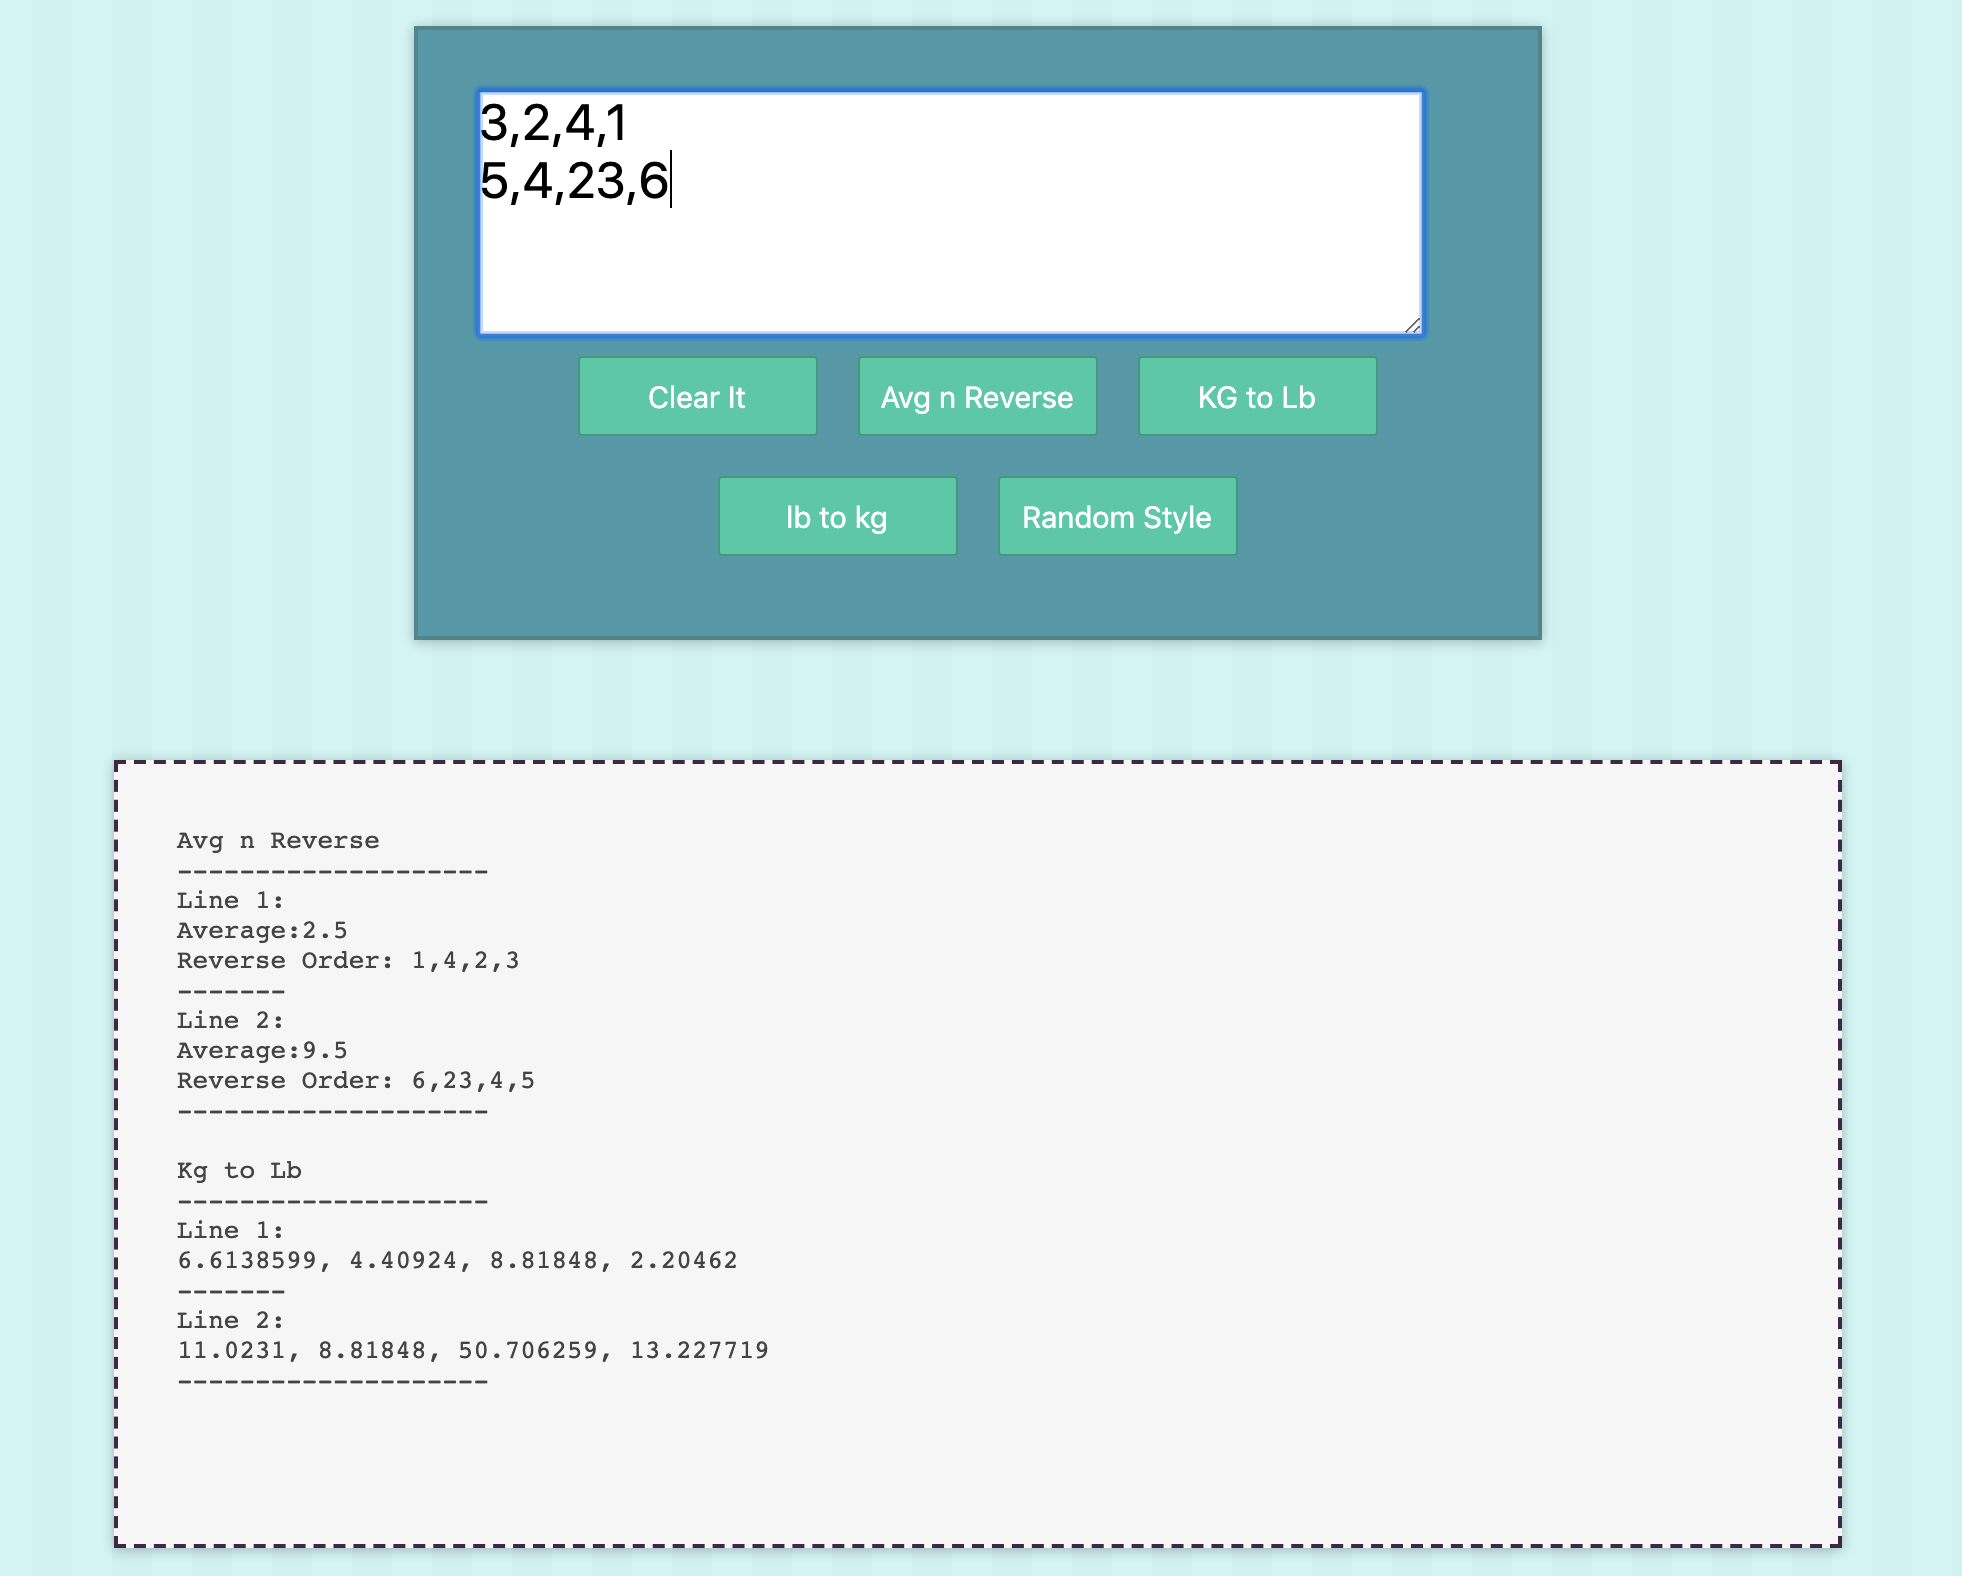 3,2,4,1
5,4,23,6
Clear It
Avg n Reverse
KG to Lb
lb to kg
Random Style
Avg n Reverse
--------------------
Line 1:
Average:2.5
Reverse Order: 1,4,2,3
-------
Line 2:
Average:9.5
Reverse Order: 6,23,4,5
--------------------
Kg to Lb
--------------------
Line 1:
6.6138599, 4.40924, 8.81848, 2.20462
-------
Line 2:
11.0231, 8.81848, 50.706259, 13.227719
--------------------